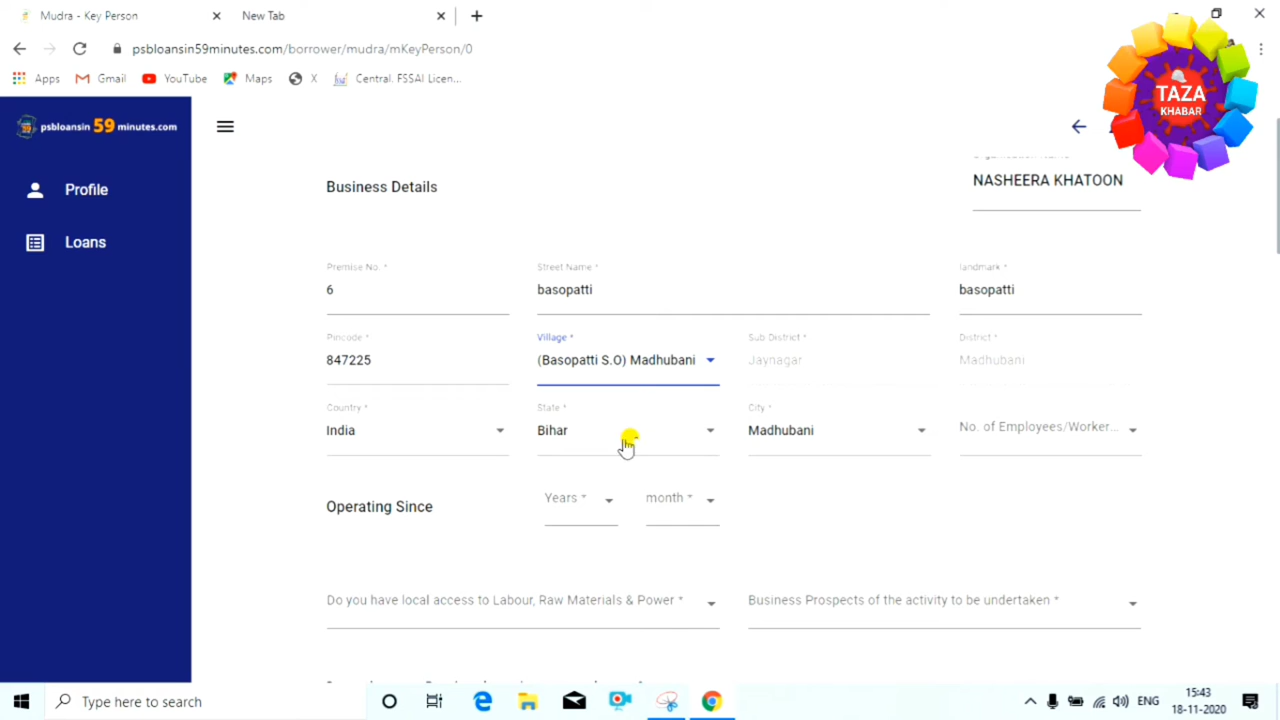 Mudra - Key Person
New Tab
psbloansin59minutes.com/borrower/mudra/mKeyPerson/0
Apps Gmail YouTube Maps X Central. FSSAI Licen...
TAZA
KHABAR
psbloansin 59 minutes.com
Profile
Loans
Business Details
NASHEERA KHATOON
Premise No. * Street Name * landmark *
6 basopatti basopatti
Pincode * Village * Sub District * District *
847225 (Basopatti S.O) Madhubani Jaynagar Madhubani
Country * State * City *
India Bihar Madhubani No. of Employees/Worker...
Operating Since Years * month *
Do you have local access to Labour, Raw Materials & Power * Business Prospects of the activity to be undertaken *
Type here to search
ENG
15:43
18-11-2020